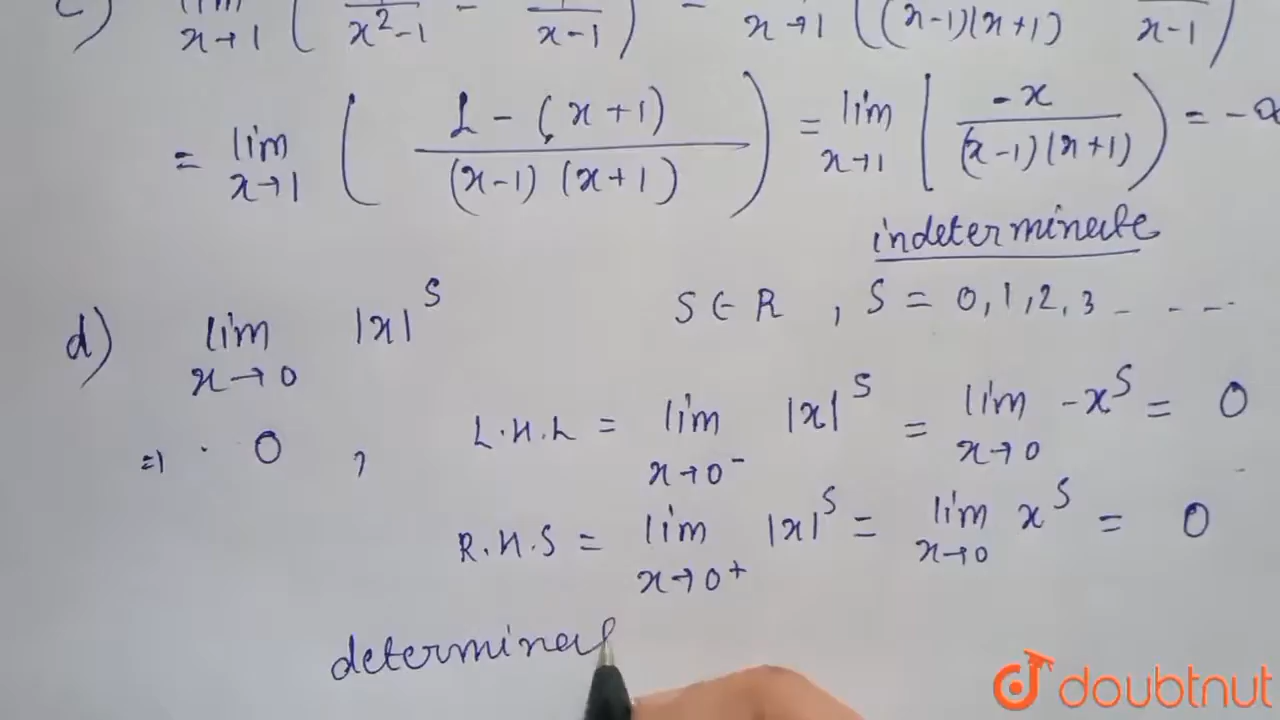 c) lim x→1 ( 1/x²-1 - 1/x-1 ) = lim x→1 ( 1/(x-1)(x+1) - 1/x-1 )
= lim x→1 ( 1 - (x+1) / (x-1) (x+1) ) = lim x→1 ( -x / (x-1)(x+1) ) = -∞
indeterminate
d) lim x→0 |x|^S S ∈ R , S = 0, 1, 2, 3 - - - -
⇒ · 0 , L.H.L = lim x→0⁻ |x|^S = lim x→0 -x^S = 0
R.H.S = lim x→0⁺ |x|^S = lim x→0 x^S = 0
determinat
doubtnut